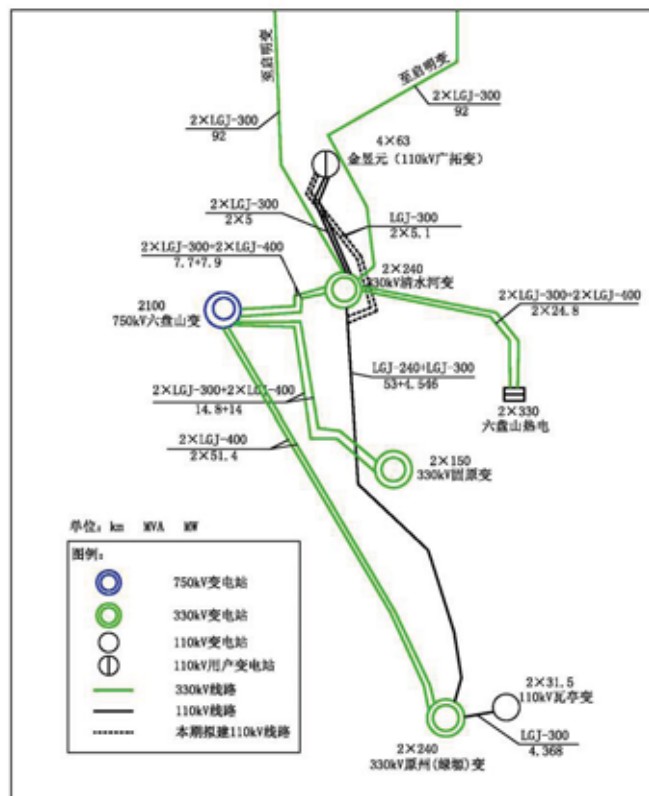 至启明变
至启明变
2×LGJ-300
92
2×LGJ-300
92
4×63
金昱元（110kV广拓变）
2×LGJ-300
2×5
LGJ-300
2×5.1
2×LGJ-300+2×LGJ-400
7.7+7.9
2×240
330kV清水河变
2100
750kV六盘山变
2×LGJ-300+2×LGJ-400
2×24.8
LGJ-240+LGJ-300
53+4.546
2×LGJ-300+2×LGJ-400
14.8+14
2×330
六盘山热电
2×LGJ-400
2×51.4
2×150
330kV固原变
单位：km MVA MW
图例：
750kV变电站
330kV变电站
110kV变电站
110kV用户变电站
330kV线路
110kV线路
本期拟建110kV线路
2×31.5
110kV瓦亭变
LGJ-300
4.368
2×240
330kV原州(绿塬)变